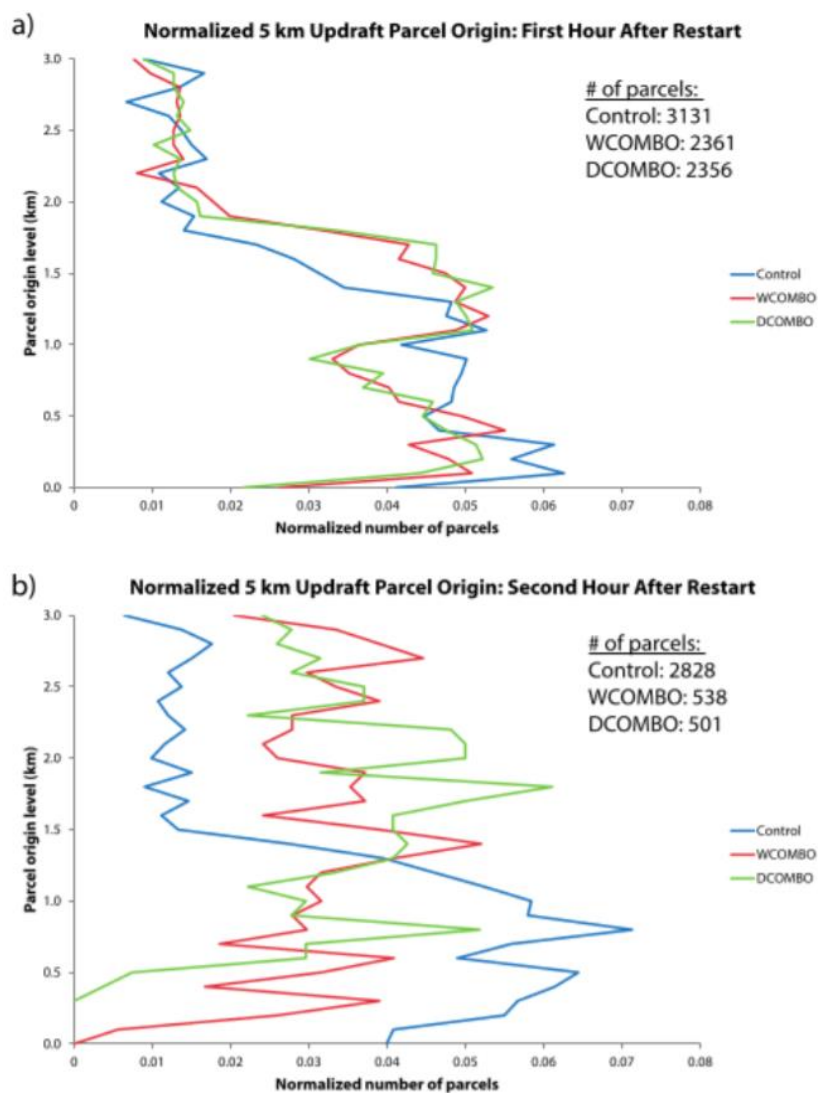 a)
Normalized 5 km Updraft Parcel Origin: First Hour After Restart
# of parcels:
Control: 3131
WCOMBO: 2361
DCOMBO: 2356
Parcel origin level (km)
3.0
2.5
2.0
1.5
1.0
0.5
0.0
Control
WCOMBO
DCOMBO
0
0.01
0.02
0.03
0.04
0.05
0.06
0.07
0.08
Normalized number of parcels
b)
Normalized 5 km Updraft Parcel Origin: Second Hour After Restart
# of parcels:
Control: 2828
WCOMBO: 538
DCOMBO: 501
Parcel origin level (km)
3.0
2.5
2.0
1.5
1.0
0.5
0.0
Control
WCOMBO
DCOMBO
0
0.01
0.02
0.03
0.04
0.05
0.06
0.07
0.08
Normalized number of parcels